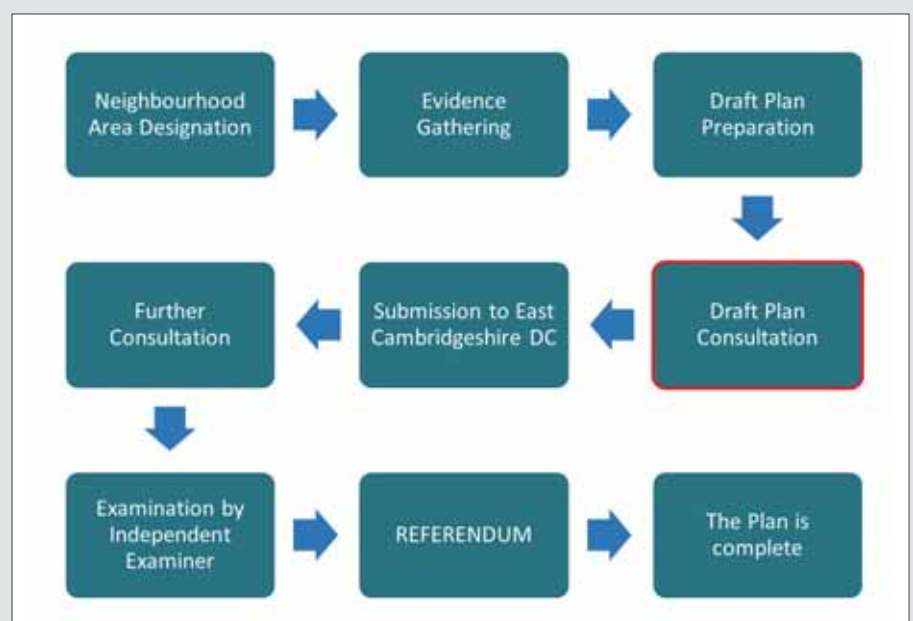 Neighbourhood
Area Designation
Evidence
Gathering
Draft Plan
Preparation
Draft Plan
Consultation
Submission to East
Cambridgeshire DC
Further
Consultation
Examination by
Independent
Examiner
REFERENDUM
The Plan is
complete